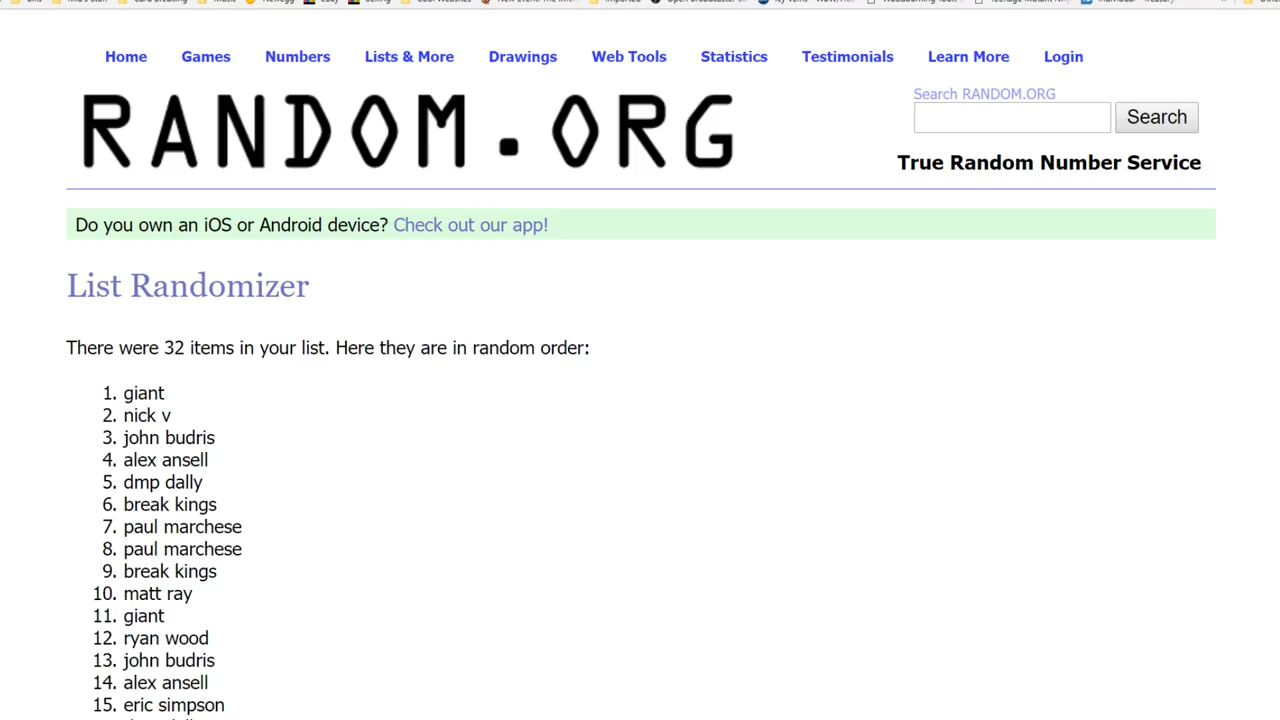 Home Games Numbers Lists & More Drawings Web Tools Statistics Testimonials Learn More Login
RANDOM.ORG
Search RANDOM.ORG
Search
True Random Number Service
Do you own an iOS or Android device? Check out our app!
List Randomizer
There were 32 items in your list. Here they are in random order:
1. giant
2. nick v
3. john budris
4. alex ansell
5. dmp dally
6. break kings
7. paul marchese
8. paul marchese
9. break kings
10. matt ray
11. giant
12. ryan wood
13. john budris
14. alex ansell
15. eric simpson